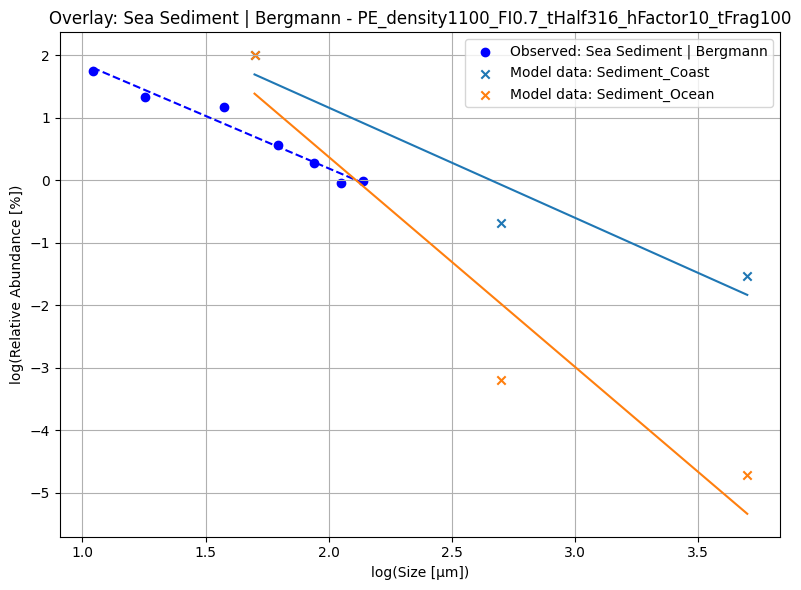 Overlay: Sea Sediment | Bergmann - PE_density1100_FI0.7_tHalf316_hFactor10_tFrag100
Observed: Sea Sediment | Bergmann
Model data: Sediment_Coast
Model data: Sediment_Ocean
log(Relative Abundance [%])
2
1
0
−1
−2
−3
−4
−5
1.0
1.5
2.0
2.5
3.0
3.5
log(Size [μm])